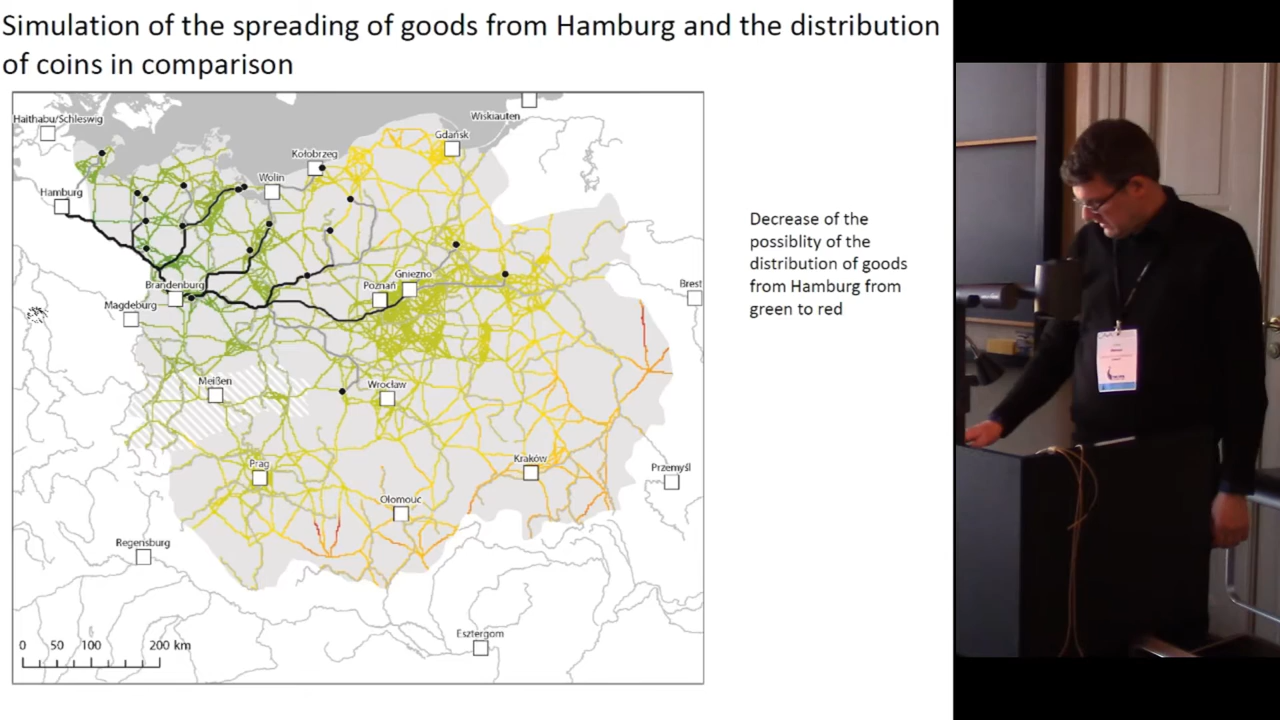 Simulation of the spreading of goods from Hamburg and the distribution
of coins in comparison
Wiskiauten
Haithabu/Schleswig
Gdańsk
Kołobrzeg
Wolin
Hamburg
Gniezno
Brandenburg
Poznań
Brest
Magdeburg
Meißen
Wrocław
Prag
Kraków
Przemyśl
Olomouc
Regensburg
Esztergom
0 50 100 200 km
Decrease of the
possiblity of the
distribution of goods
from Hamburg from
green to red